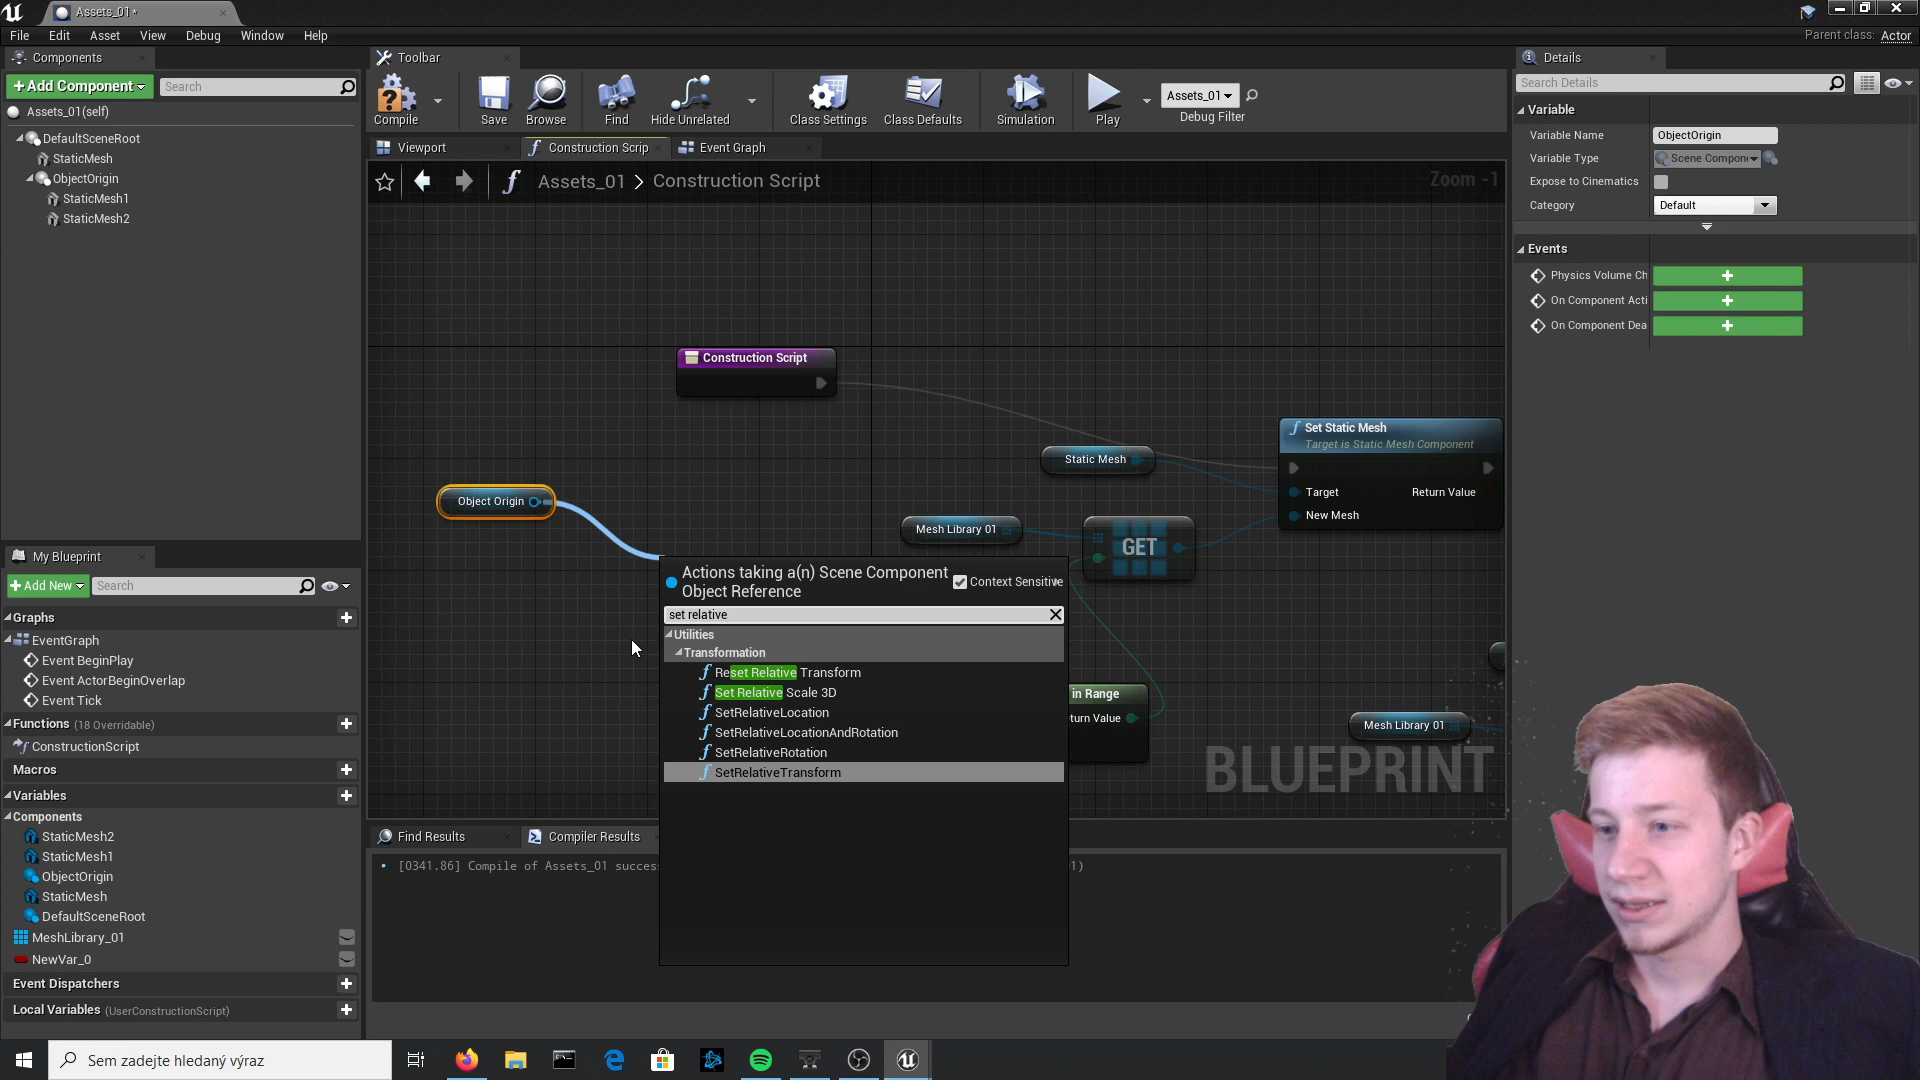 Assets_01*
File Edit Asset View Debug Window Help
Parent class: Actor
Components
+Add Component
Search
Assets_01(self)
DefaultSceneRoot
StaticMesh
ObjectOrigin
StaticMesh1
StaticMesh2
Toolbar
Compile
Save
Browse
Find
Hide Unrelated
Class Settings
Class Defaults
Simulation
Play
Assets_01
Debug Filter
Viewport
Construction Scrip
Event Graph
Assets_01 > Construction Script
Zoom -1
Construction Script
Object Origin
Static Mesh
Mesh Library 01
GET
Set Static Mesh
Target is Static Mesh Component
Target
Return Value
New Mesh
in Range
turn Value
Mesh Library 01
BLUEPRINT
Actions taking a(n) Scene Component
Object Reference
Context Sensitive
set relative
Utilities
Transformation
Reset Relative Transform
Set Relative Scale 3D
SetRelativeLocation
SetRelativeLocationAndRotation
SetRelativeRotation
SetRelativeTransform
My Blueprint
+Add New
Search
Graphs
EventGraph
Event BeginPlay
Event ActorBeginOverlap
Event Tick
Functions (18 Overridable)
ConstructionScript
Macros
Variables
Components
StaticMesh2
StaticMesh1
ObjectOrigin
StaticMesh
DefaultSceneRoot
MeshLibrary_01
NewVar_0
Event Dispatchers
Local Variables (UserConstructionScript)
Find Results
Compiler Results
[0341.86] Compile of Assets_01 succes
1)
Details
Search Details
Variable
Variable Name
ObjectOrigin
Variable Type
Scene Compon
Expose to Cinematics
Category
Default
Events
Physics Volume Ch
On Component Acti
On Component Dea
Sem zadejte hledaný výraz